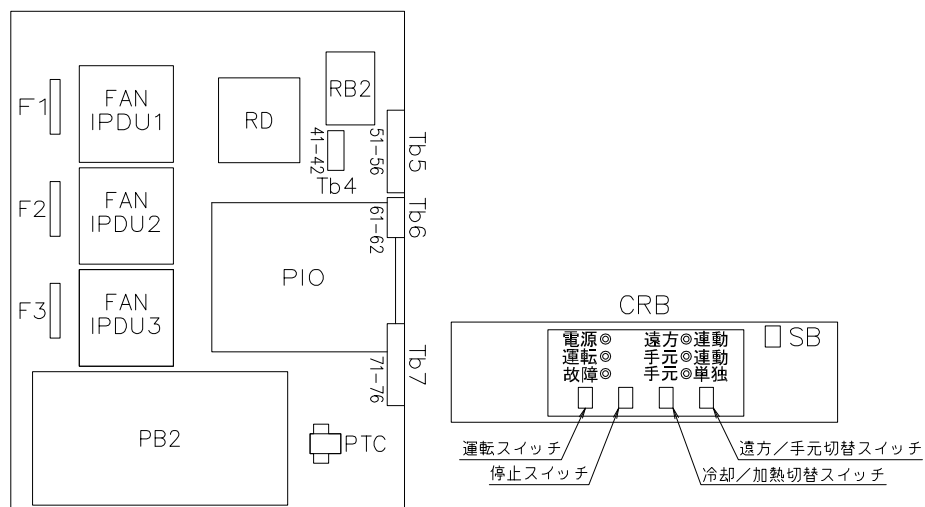 F1
FAN
IPDU1
RD
RB2
41-42
Tb4
51-56
Tb5
F2
FAN
IPDU2
61-62
Tb6
PIO
F3
FAN
IPDU3
71-76
Tb7
PB2
PTC
CRB
電源◎ 遠方◎連動
運転◎ 手元◎連動
故障◎ 手元◎単独
SB
運転スイッチ
遠方/手元切替スイッチ
停止スイッチ
冷却/加熱切替スイッチ